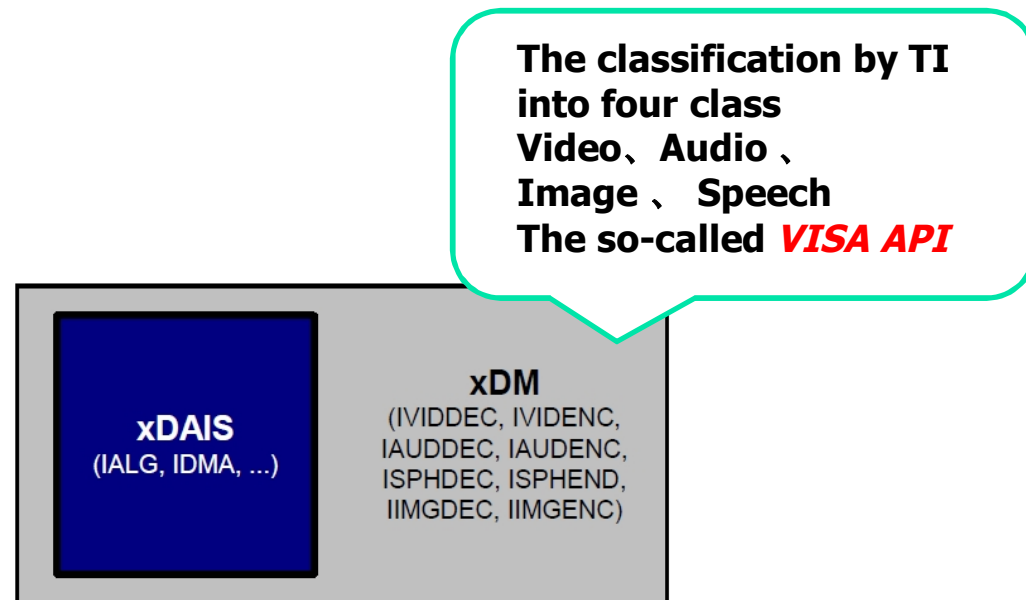 The classification by TI
into four class
Video、Audio 、
Image 、 Speech
The so-called VISA API
xDAIS
(IALG, IDMA, ...)
xDM
(IVIDDEC, IVIDENC,
IAUDDEC, IAUDENC,
ISPHDEC, ISPHEND,
IIMGDEC, IIMGENC)